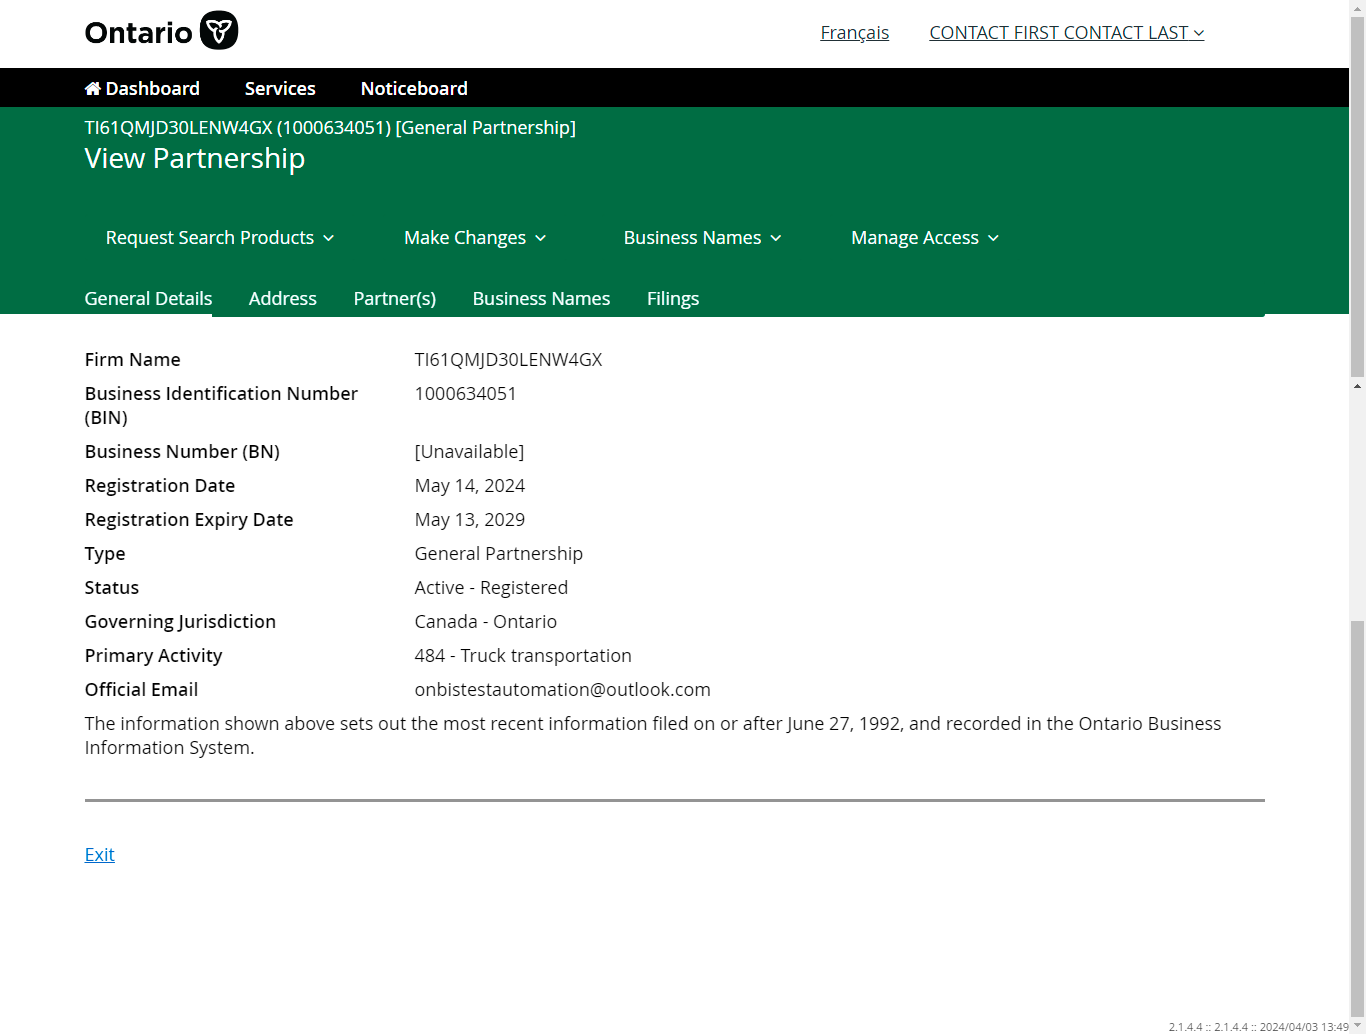 Ontario
Français
CONTACT FIRST CONTACT LAST
Dashboard
Services
Noticeboard
TI61QMJD30LENW4GX (1000634051) [General Partnership]
View Partnership
Request Search Products
Make Changes
Business Names
Manage Access
General Details
Address
Partner(s)
Business Names
Filings
Firm Name
TI61QMJD30LENW4GX
Business Identification Number
(BIN)
1000634051
Business Number (BN)
[Unavailable]
Registration Date
May 14, 2024
Registration Expiry Date
May 13, 2029
Type
General Partnership
Status
Active - Registered
Governing Jurisdiction
Canada - Ontario
Primary Activity
484 - Truck transportation
Official Email
onbistestautomation@outlook.com
The information shown above sets out the most recent information filed on or after June 27, 1992, and recorded in the Ontario Business
Information System.
Exit
2.1.4.4 :: 2.1.4.4 :: 2024/04/03 13:49